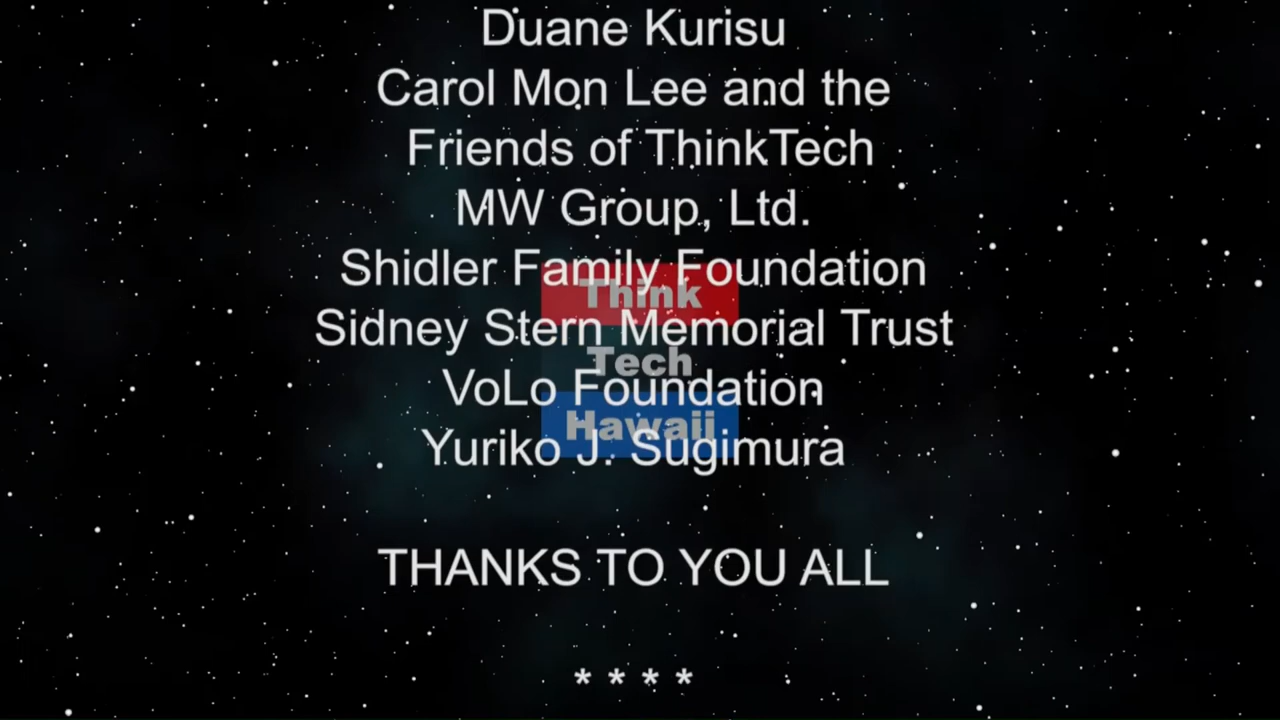 Duane Kurisu
Carol Mon Lee and the
Friends of ThinkTech
MW Group, Ltd.
Shidler Family Foundation
Think
Sidney Stern Memorial Trust
Tech
VoLo Foundation
Hawaii
Yuriko J. Sugimura
THANKS TO YOU ALL
* * * *